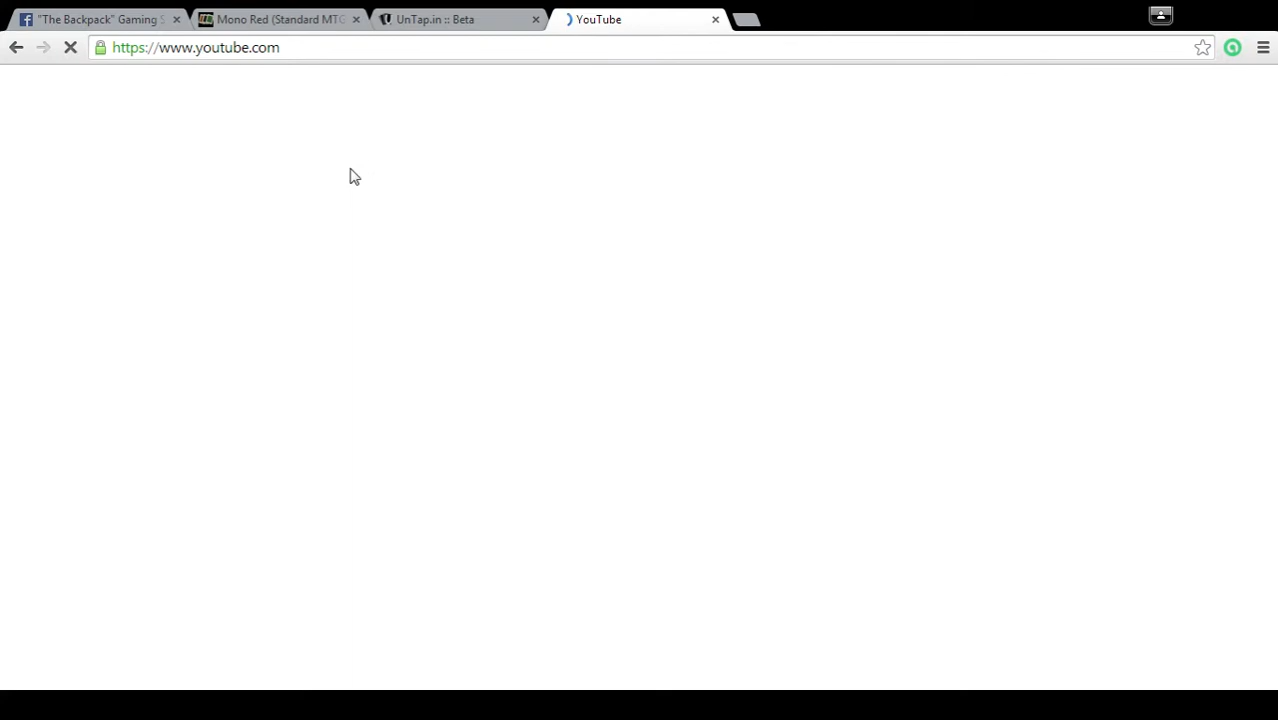 "The Backpack" Gaming S
Mono Red (Standard MTG
UnTap.in :: Beta
YouTube
https://www.youtube.com